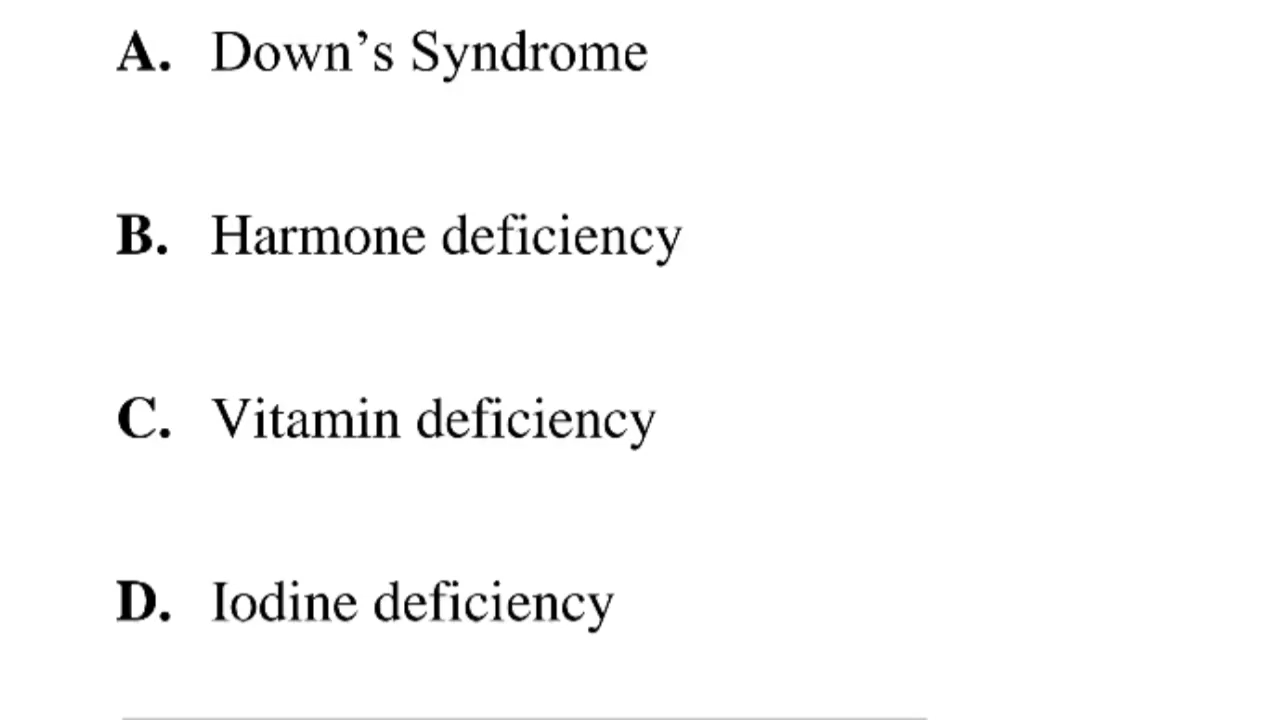 A. Down’s Syndrome
B. Harmone deficiency
C. Vitamin deficiency
D. Iodine deficiency